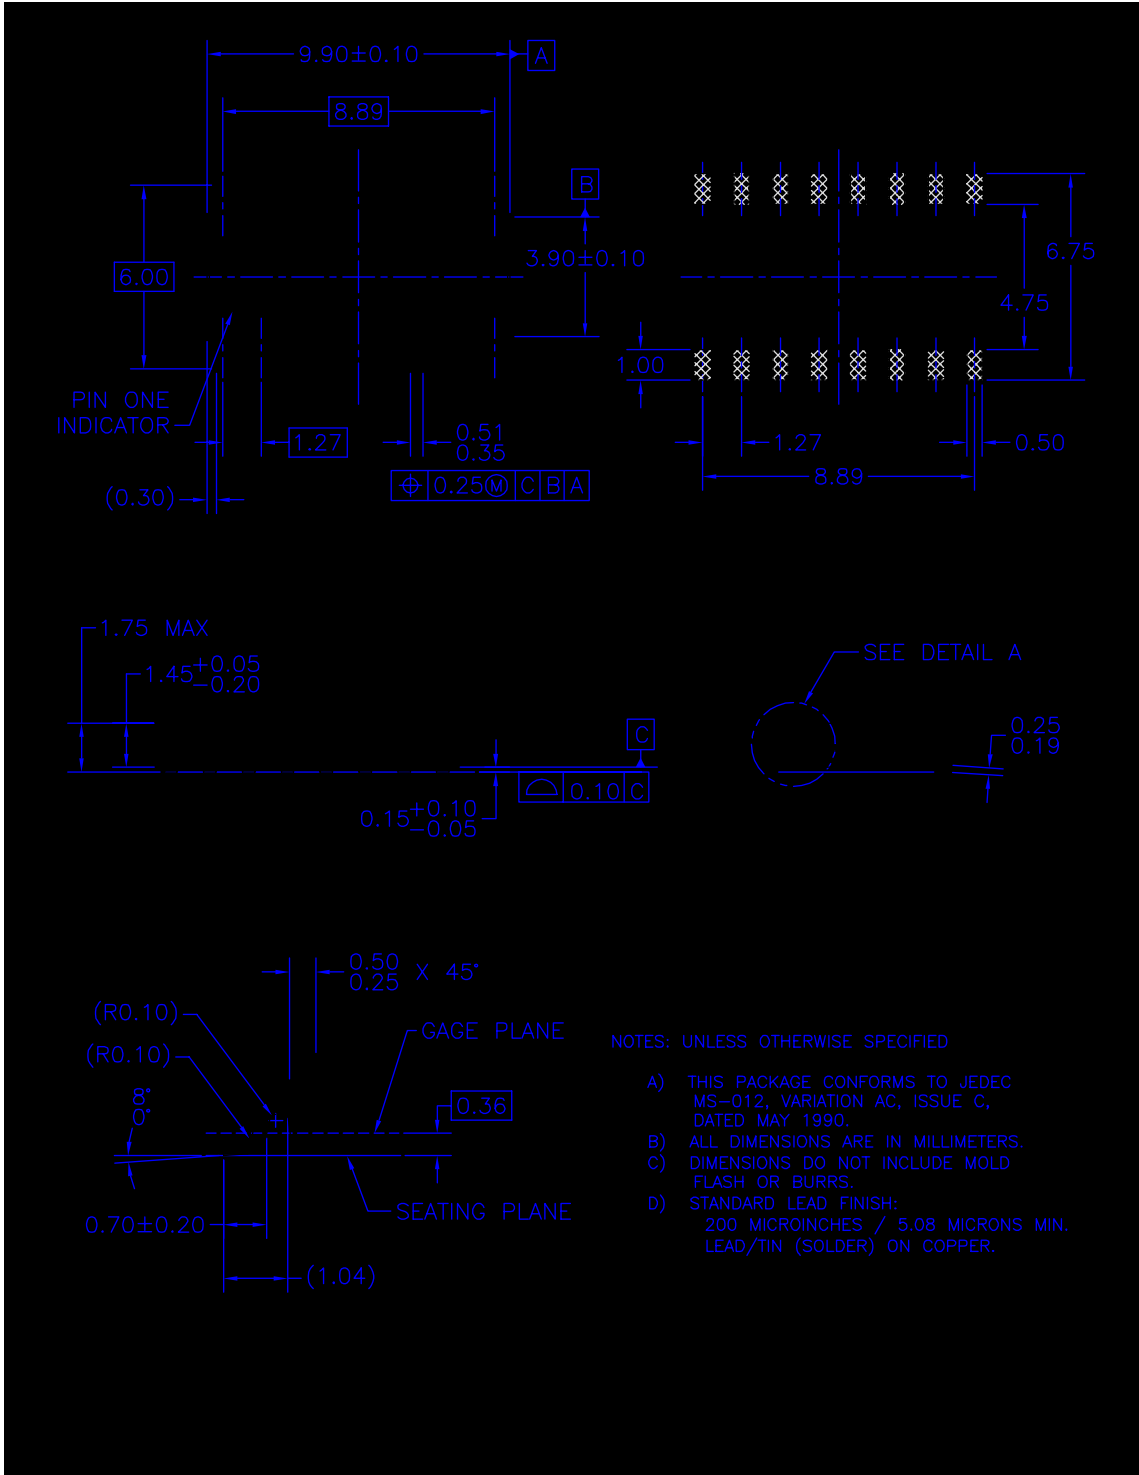 9.90±0.10
A
8.89
B
6.00
3.90±0.10
6.75
4.75
1.00
PIN ONE
INDICATOR
1.27
0.51
0.35
1.27
0.50
8.89
(0.30)
⌖ 0.25Ⓜ C B A
1.75 MAX
1.45+0.05
−0.20
SEE DETAIL A
C
0.25
0.19
⌓ 0.10 C
0.15+0.10
−0.05
0.50
0.25 X 45°
(R0.10)
GAGE PLANE
(R0.10)
8°
0°
0.36
SEATING PLANE
0.70±0.20
(1.04)
NOTES: UNLESS OTHERWISE SPECIFIED
A) THIS PACKAGE CONFORMS TO JEDEC
MS−012, VARIATION AC, ISSUE C,
DATED MAY 1990.
B) ALL DIMENSIONS ARE IN MILLIMETERS.
C) DIMENSIONS DO NOT INCLUDE MOLD
FLASH OR BURRS.
D) STANDARD LEAD FINISH:
200 MICROINCHES / 5.08 MICRONS MIN.
LEAD/TIN (SOLDER) ON COPPER.